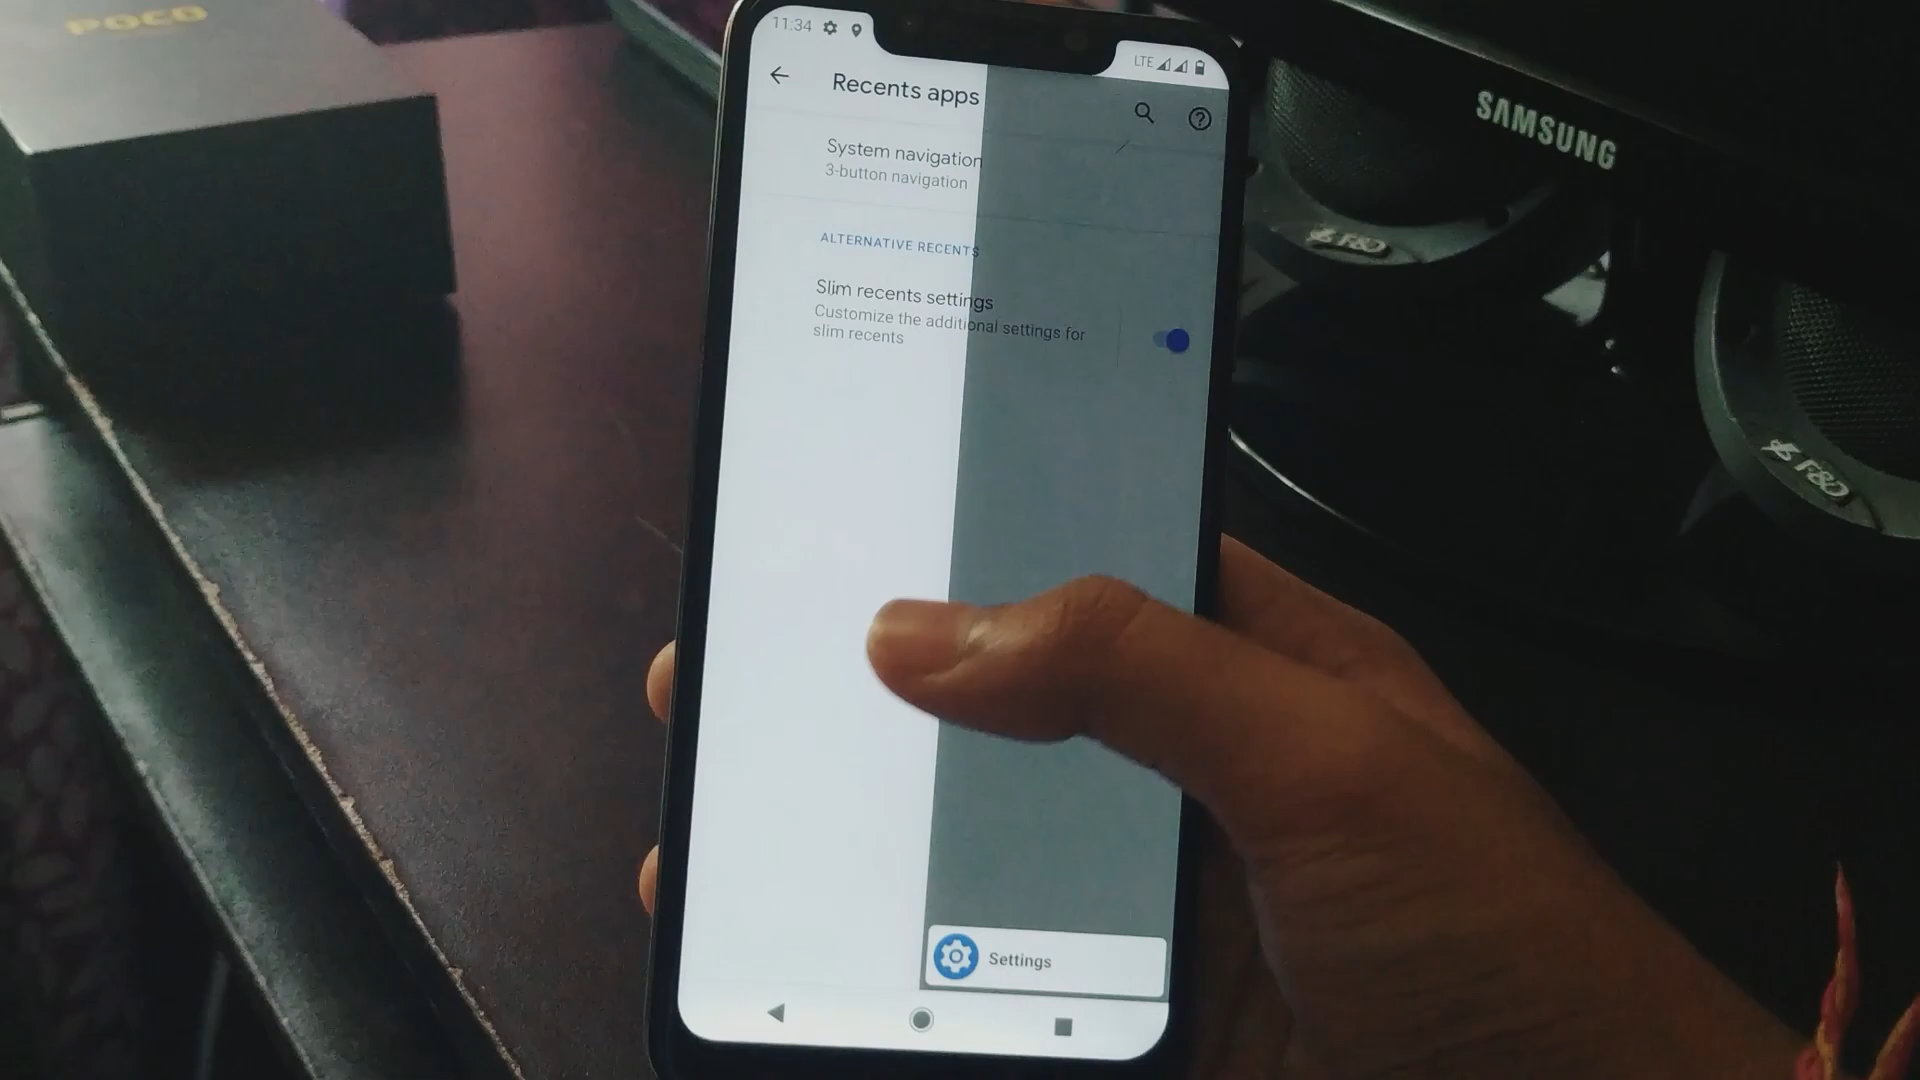 POCO
11:34
LTE
Recents apps
System navigation
3-button navigation
ALTERNATIVE RECENTS
Slim recents settings
Customize the additional settings for
slim recents
Settings
SAMSUNG
F&D
F&D